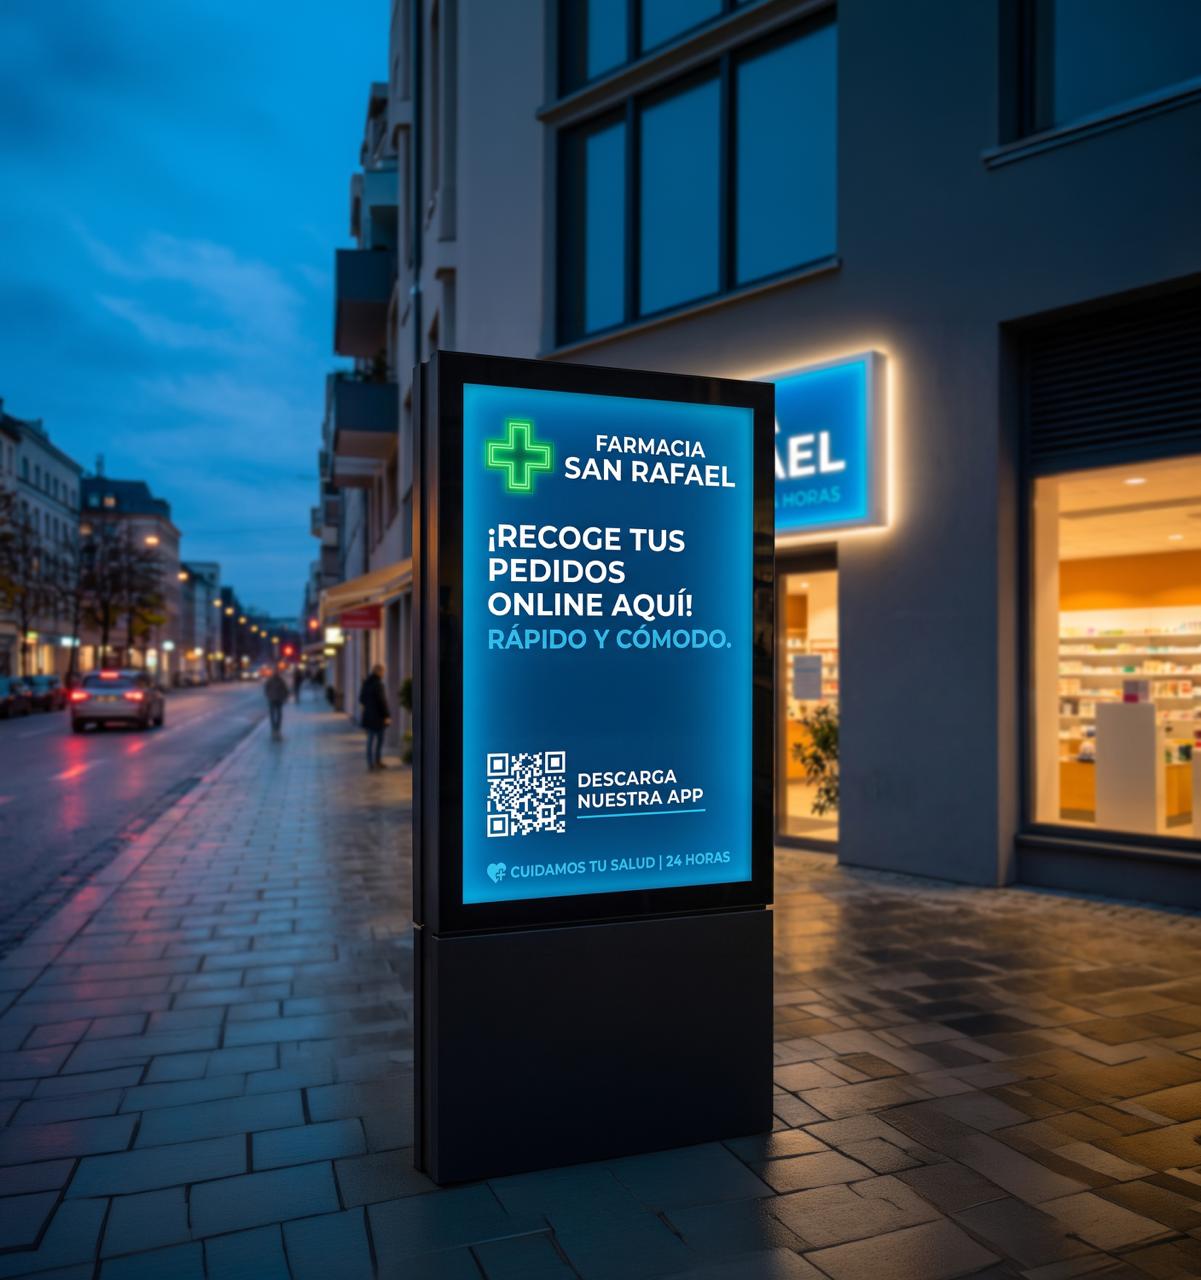 FARMACIA
SAN RAFAEL
¡RECOGE TUS
PEDIDOS
ONLINE AQUÍ!
RÁPIDO Y CÓMODO.
DESCARGA
NUESTRA APP
CUIDAMOS TU SALUD | 24 HORAS
AEL
HORAS